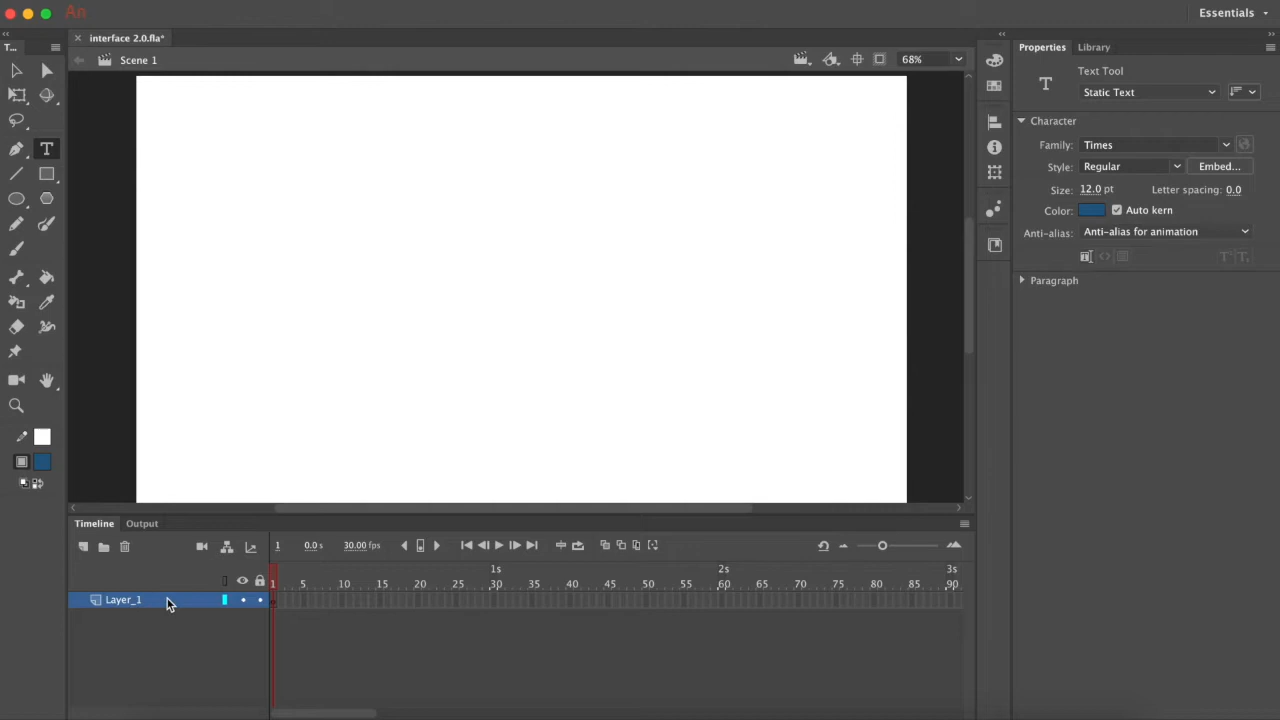 An
Essentials
interface 2.0.fla*
T...
Properties
Library
Scene 1
68%
Text Tool
T
Static Text
Character
Family:
Times
Style:
Regular
Embed...
Size:
12.0 pt
Letter spacing:
0.0
Color:
Auto kern
Anti-alias:
Anti-alias for animation
Paragraph
Timeline
Output
1
0.0s
30.00 fps
1s
2s
3s
1 5 10 15 20 25 30 35 40 45 50 55 60 65 70 75 80 85 90
Layer_1